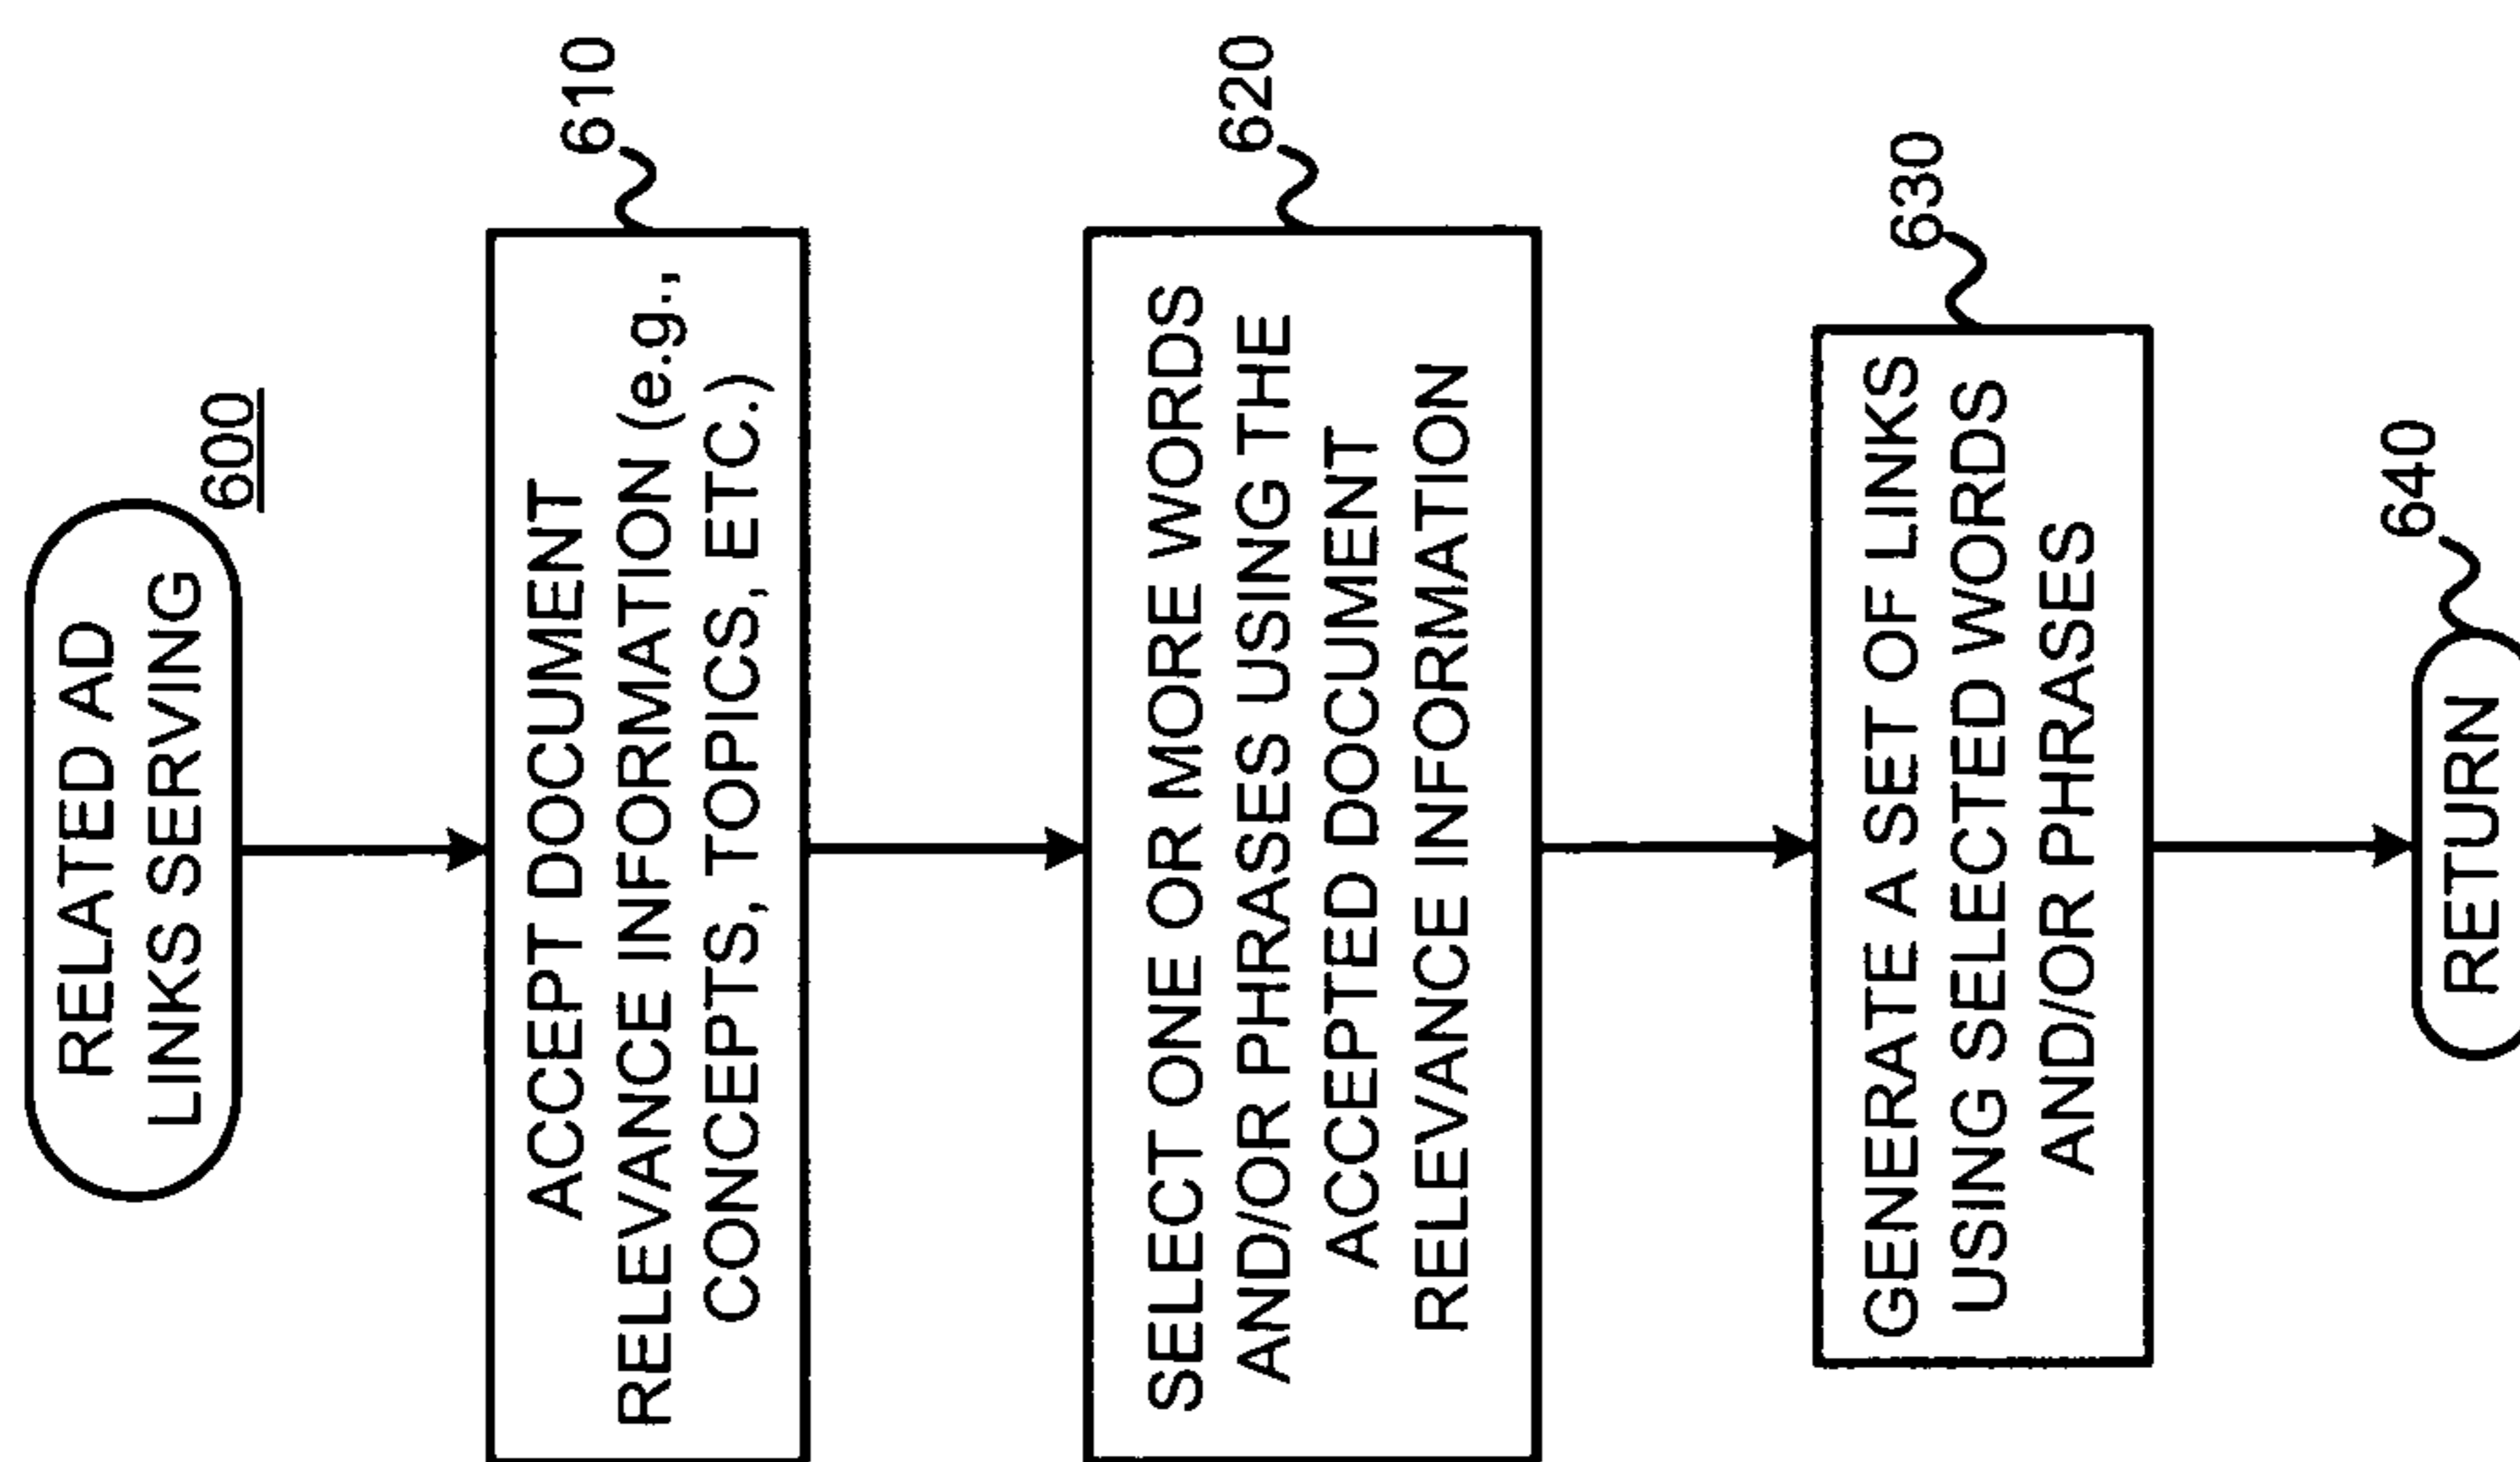 RELATED AD
LINKS SERVING
600
610
ACCEPT DOCUMENT
RELEVANCE INFORMATION (e.g.,
CONCEPTS, TOPICS, ETC.)
620
SELECT ONE OR MORE WORDS
AND/OR PHRASES USING THE
ACCEPTED DOCUMENT
RELEVANCE INFORMATION
630
GENERATE A SET OF LINKS
USING SELECTED WORDS
AND/OR PHRASES
640
RETURN